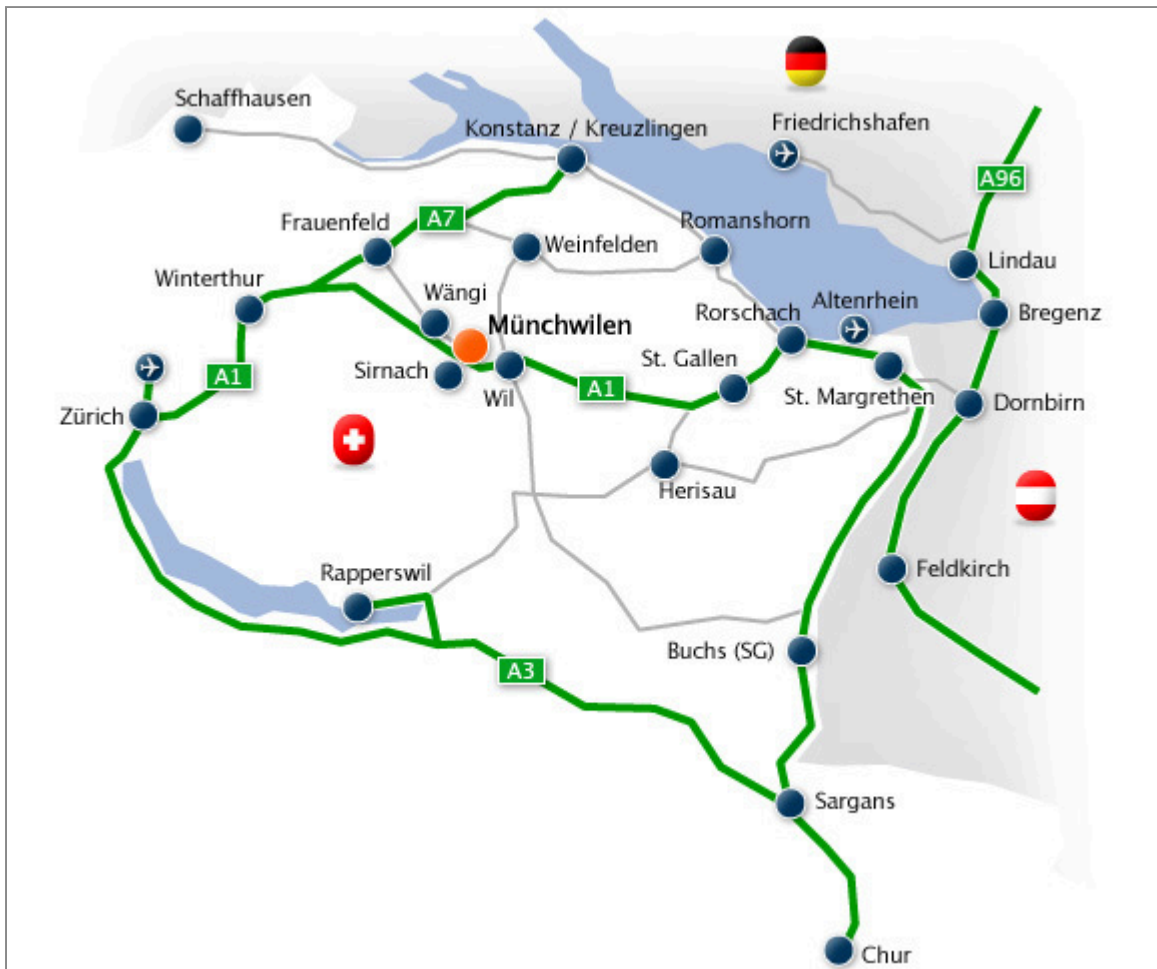 Schaffhausen
Konstanz / Kreuzlingen
Friedrichshafen
A96
A7
Frauenfeld
Weinfelden
Romanshorn
Lindau
Winterthur
Wängi
Münchwilen
Rorschach
Altenrhein
Bregenz
Sirnach
Wil
St. Gallen
A1
A1
St. Margrethen
Dornbirn
Zürich
Herisau
Rapperswil
Feldkirch
Buchs (SG)
A3
Sargans
Chur